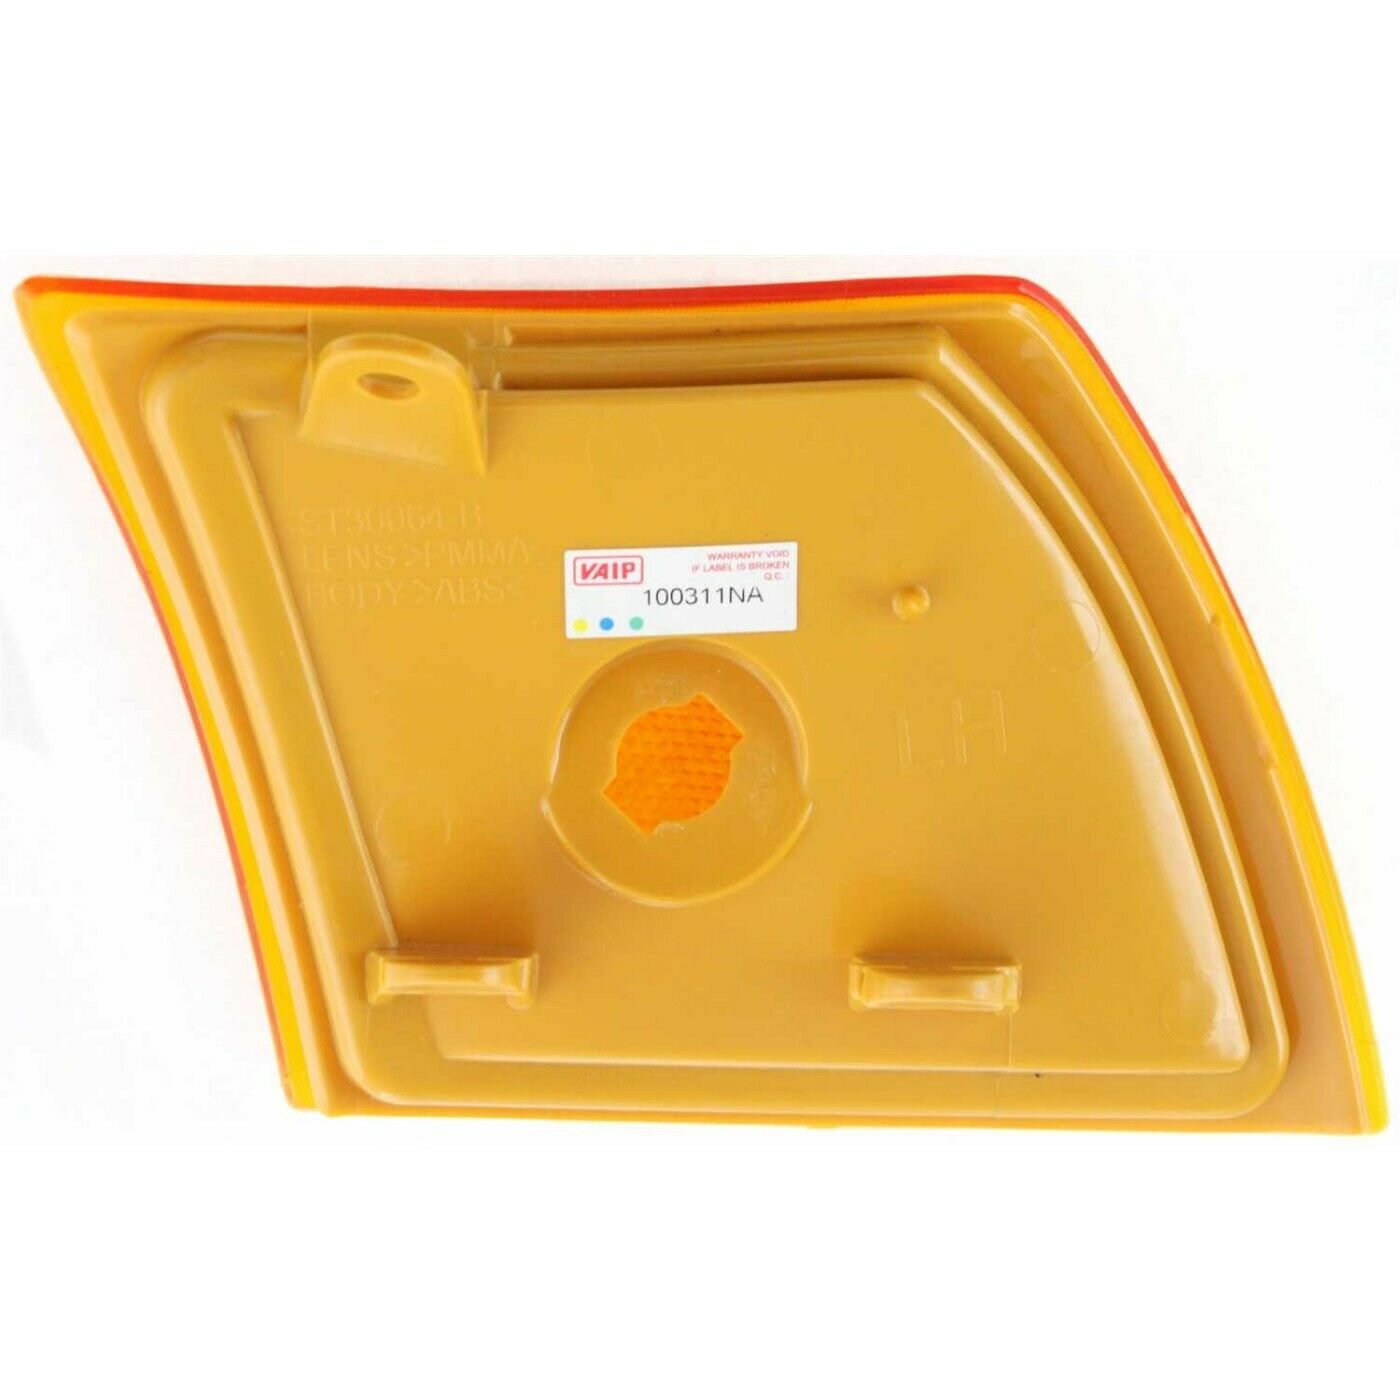 ST30064-B
LENS>PMMA<
BODY>ABS<
VAIP
WARRANTY VOID
IF LABEL IS BROKEN
Q.C.:
100311NA
LH